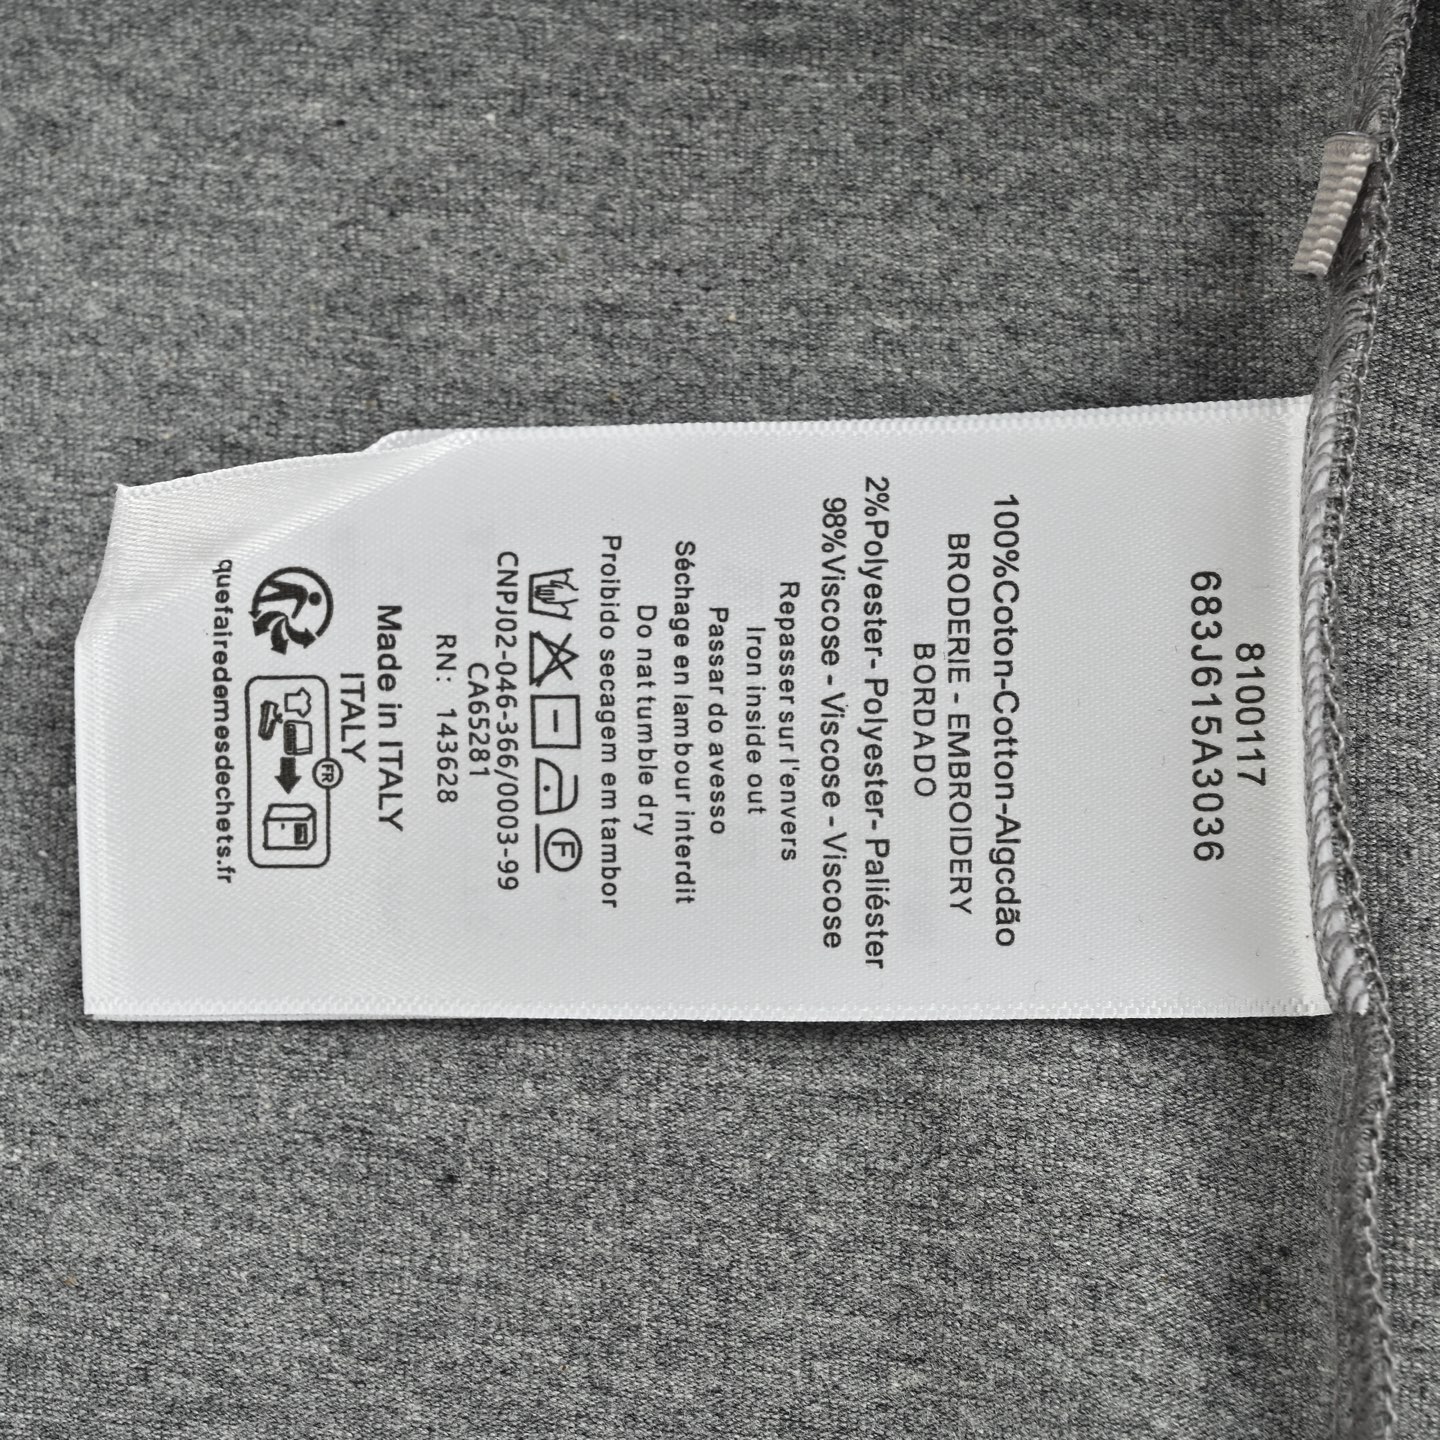 8100117
683J615A3036
100%Coton-Cotton-Algcdão
BRODERIE - EMBROIDERY
BORDADO
2%Polyester- Polyester- Paliéster
98%Viscose - Viscose - Viscose
Repasser sur l'envers
Iron inside out
Passar do avesso
Séchage en lambour interdit
Do nat tumble dry
Proibido secagem em tambor
F
CNPJ02-046-366/0003-99
CA65281
RN: 143628
Made in ITALY
ITALY
FR
quefairedemesdechets.fr